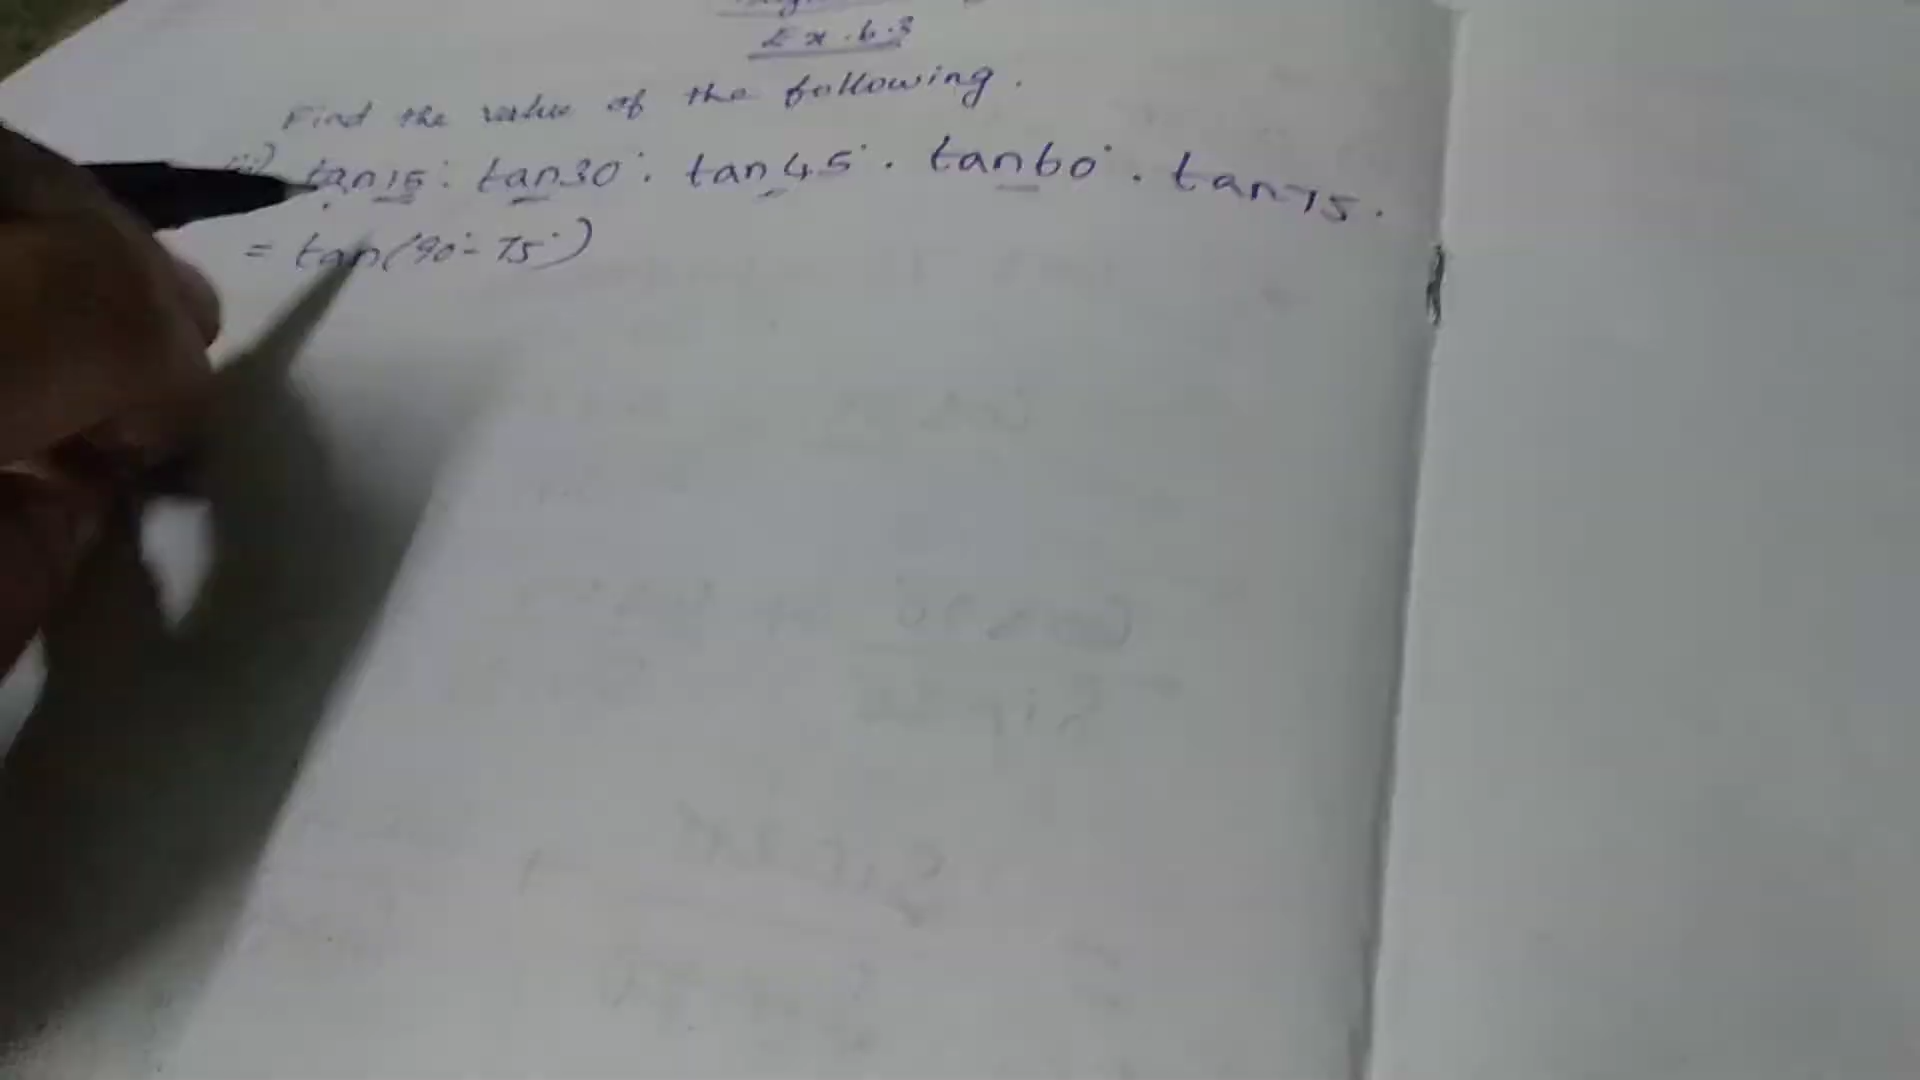 Ex.6.3
Find the value of the following.
tan15°. tan30°. tan45°. tan60°. tan75.
= tan(90°-75°)